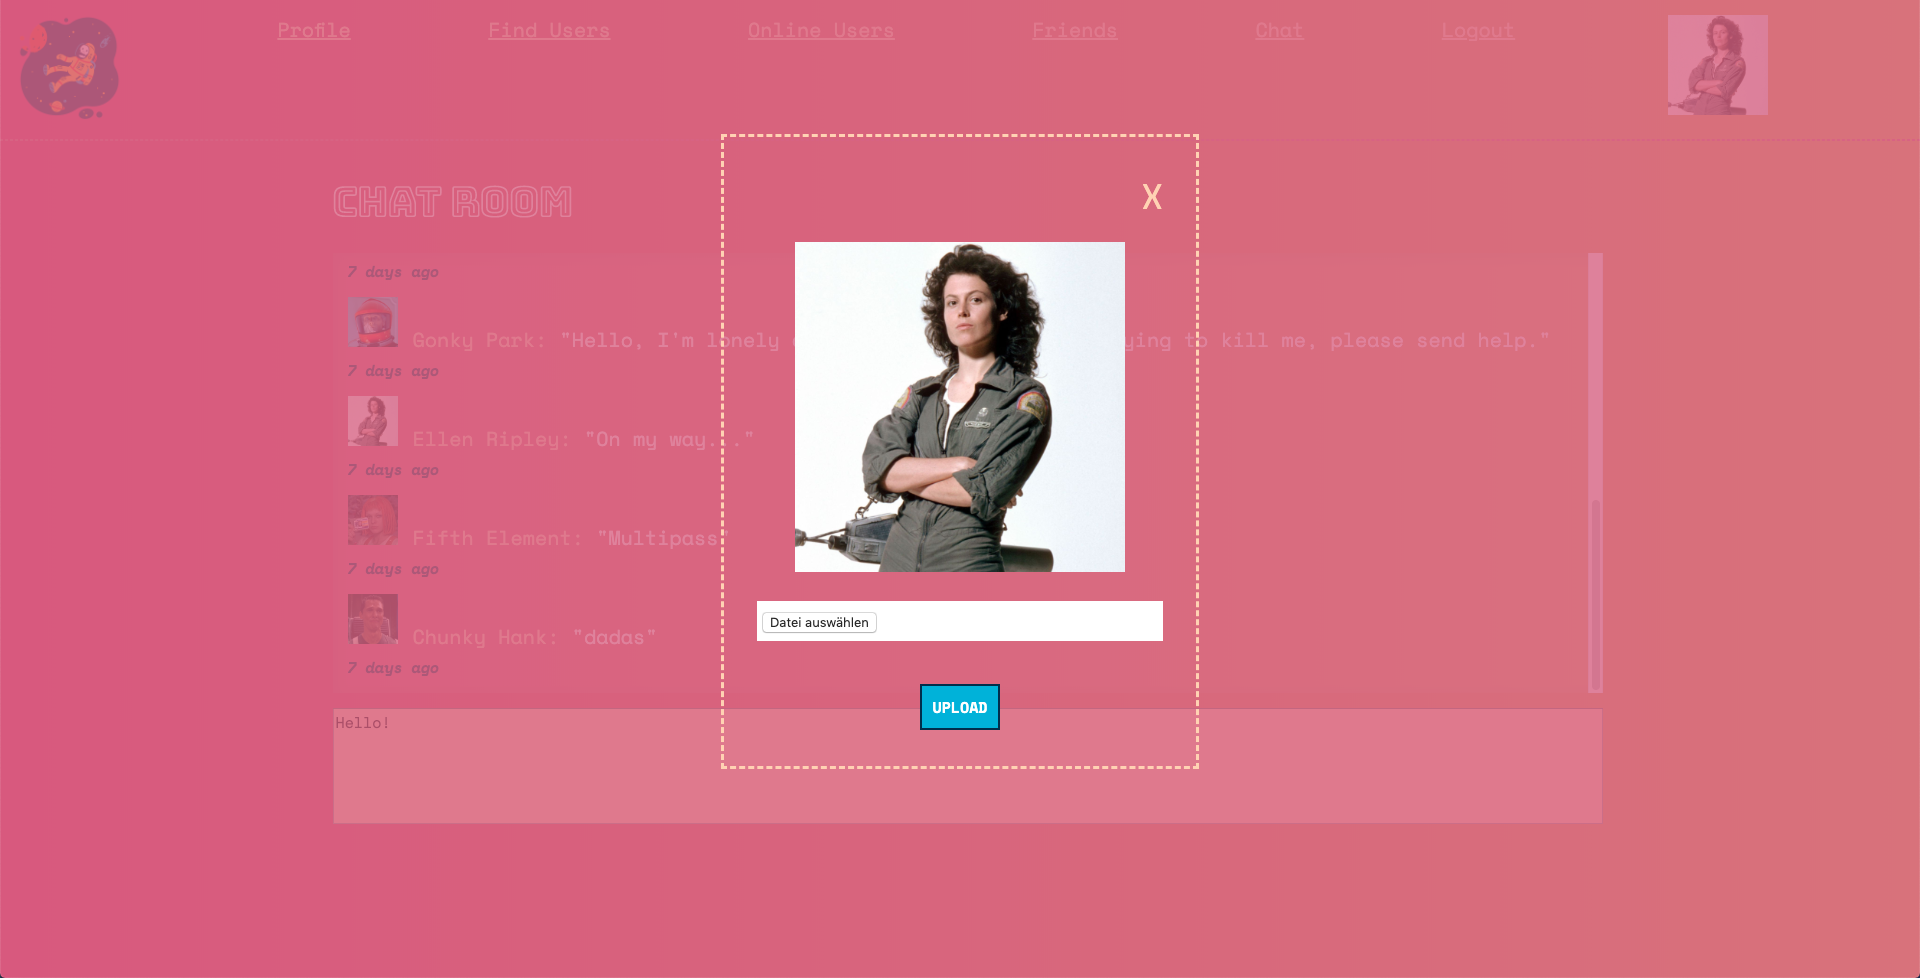 Profile
Find Users
Online Users
Friends
Chat
Logout
X
CHAT ROOM
7 days ago
Gonky Park: "Hello, I'm lonely ying to kill me, please send help."
7 days ago
Ellen Ripley: "On my way..."
7 days ago
Fifth Element: "Multipass"
7 days ago
Chunky Hank: "dadas"
7 days ago
Datei auswählen
UPLOAD
Hello!